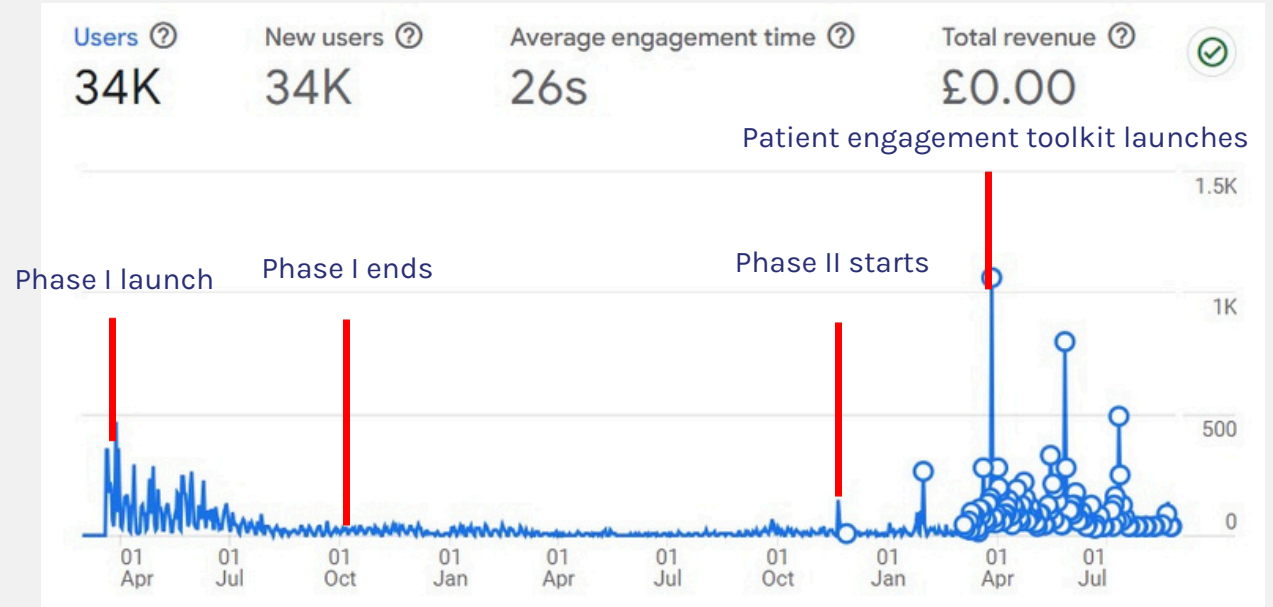 Users New users Average engagement time Total revenue
34K 34K 26s £0.00
Patient engagement toolkit launches
1.5K
Phase I launch Phase I ends Phase II starts
1K
500
0
01 01 01 01 01 01 01 01 01 01
Apr Jul Oct Jan Apr Jul Oct Jan Apr Jul